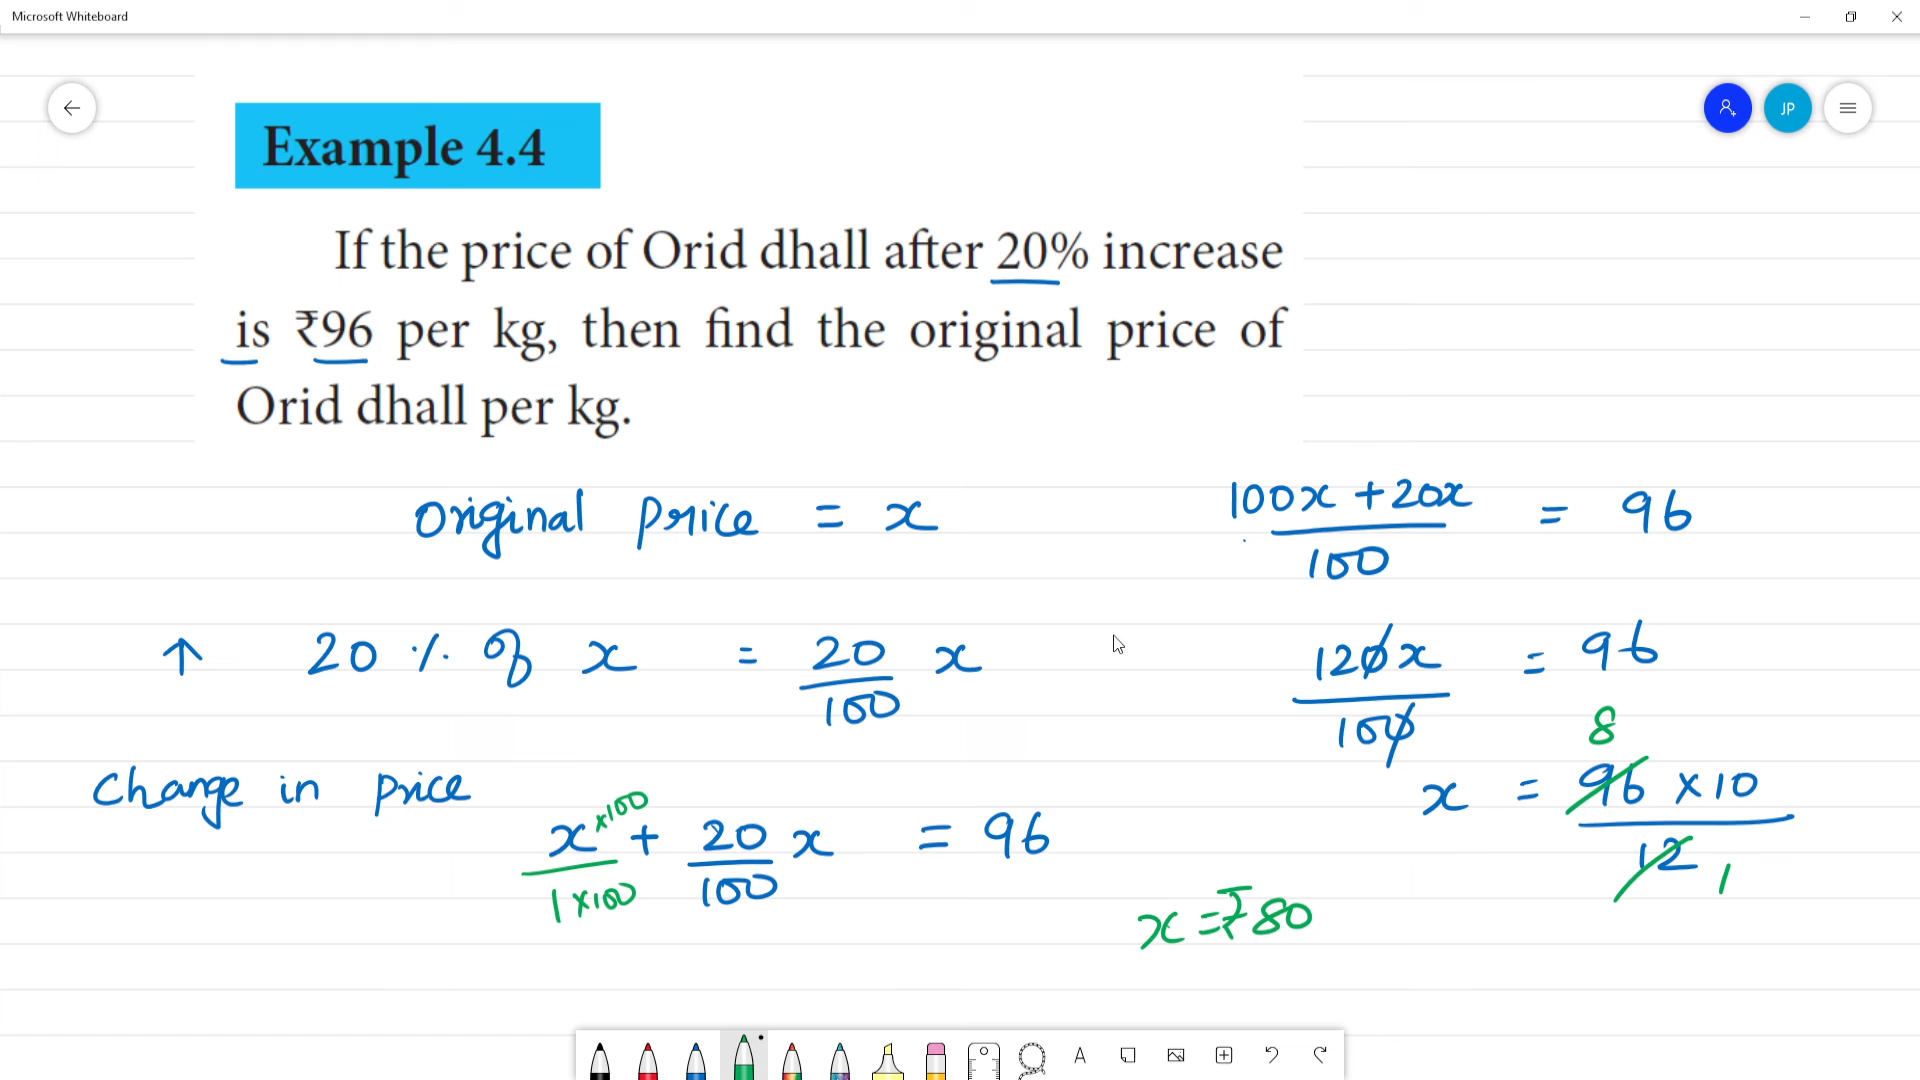 Microsoft Whiteboard
JP
Example 4.4
If the price of Orid dhall after 20% increase
is ₹96 per kg, then find the original price of
Orid dhall per kg.
Original price = x
↑ 20 % of x = 20/100 x
Change in price
x×100/1×100 + 20/100 x = 96
100x + 20x/100 = 96
120x/100 = 96
8
x = 96 × 10/12 1
x = ₹80
A